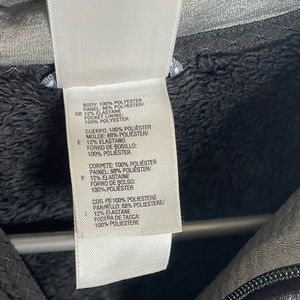 BODY: 100% POLYESTER
PANEL: 88% POLYESTER
GB 12% ELASTANE
POCKET LINING:
100% POLYESTER
CUERPO: 100% POLIÉSTER
MOLDE: 88% POLIÉSTER
E 12% ELASTANO
FORRO DE BOLSILLO:
100% POLIÉSTER
CORPETE: 100% POLIÉSTER
PAINEL: 88% POLIÉSTER
P 12% ELASTANE
FORRO DE BOLSO:
100% POLIÉSTER
COR-PO 100% POLIESTERE
PANNELLO: 88% POLIESTERE/
I 12% ELASTANE
FODERA DI TASCA:
100% POLIESTERE